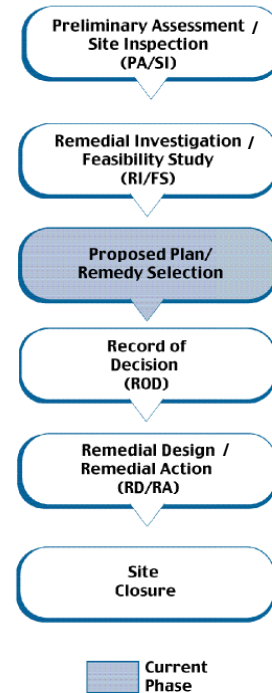 Preliminary Assessment /
Site Inspection
(PA/SI)
Remedial Investigation /
Feasibility Study
(RI/FS)
Proposed Plan/
Remedy Selection
Record of
Decision
(ROD)
Remedial Design /
Remedial Action
(RD/RA)
Site
Closure
Current
Phase